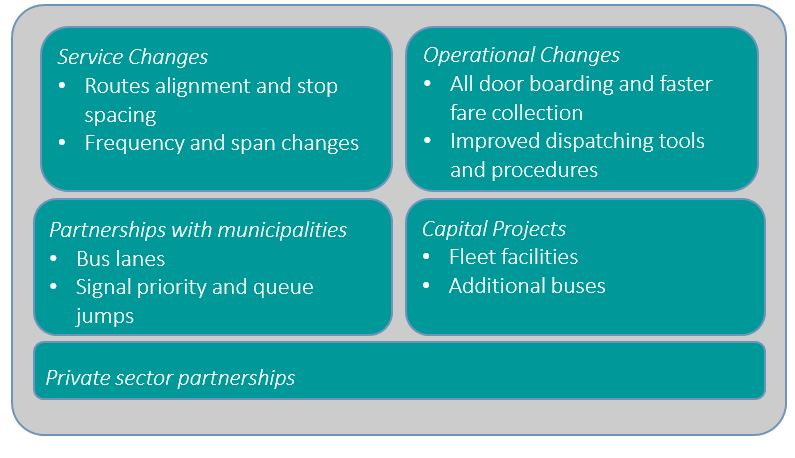 Service Changes
• Routes alignment and stop
spacing
• Frequency and span changes
Operational Changes
• All door boarding and faster
fare collection
• Improved dispatching tools
and procedures
Partnerships with municipalities
• Bus lanes
• Signal priority and queue
jumps
Capital Projects
• Fleet facilities
• Additional buses
Private sector partnerships